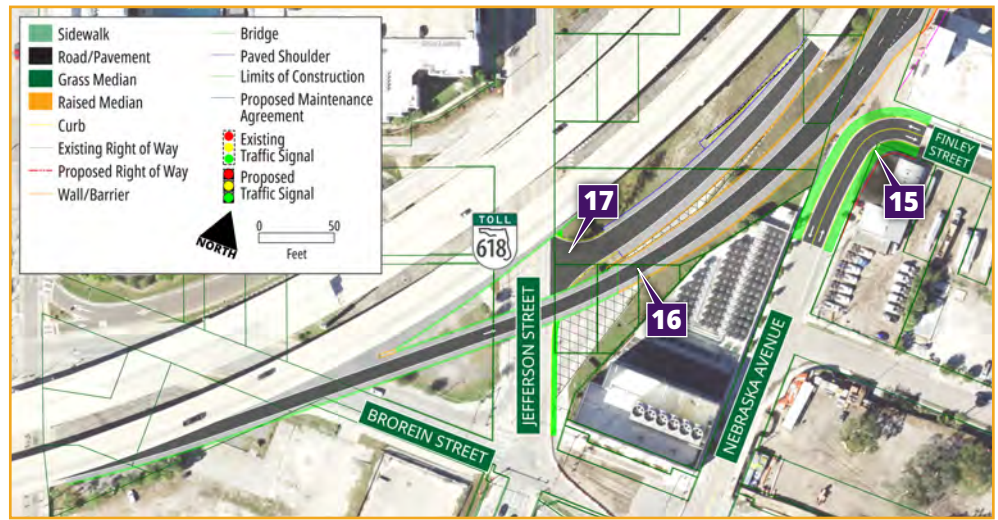 Sidewalk
Road/Pavement
Grass Median
Raised Median
Curb
Existing Right of Way
Proposed Right of Way
Wall/Barrier
Bridge
Paved Shoulder
Limits of Construction
Proposed Maintenance
Agreement
Existing
Traffic Signal
Proposed
Traffic Signal
NORTH
0 50
Feet
TOLL
618
17
16
15
FINLEY
STREET
JEFFERSON STREET
NEBRASKA AVENUE
BROREIN STREET